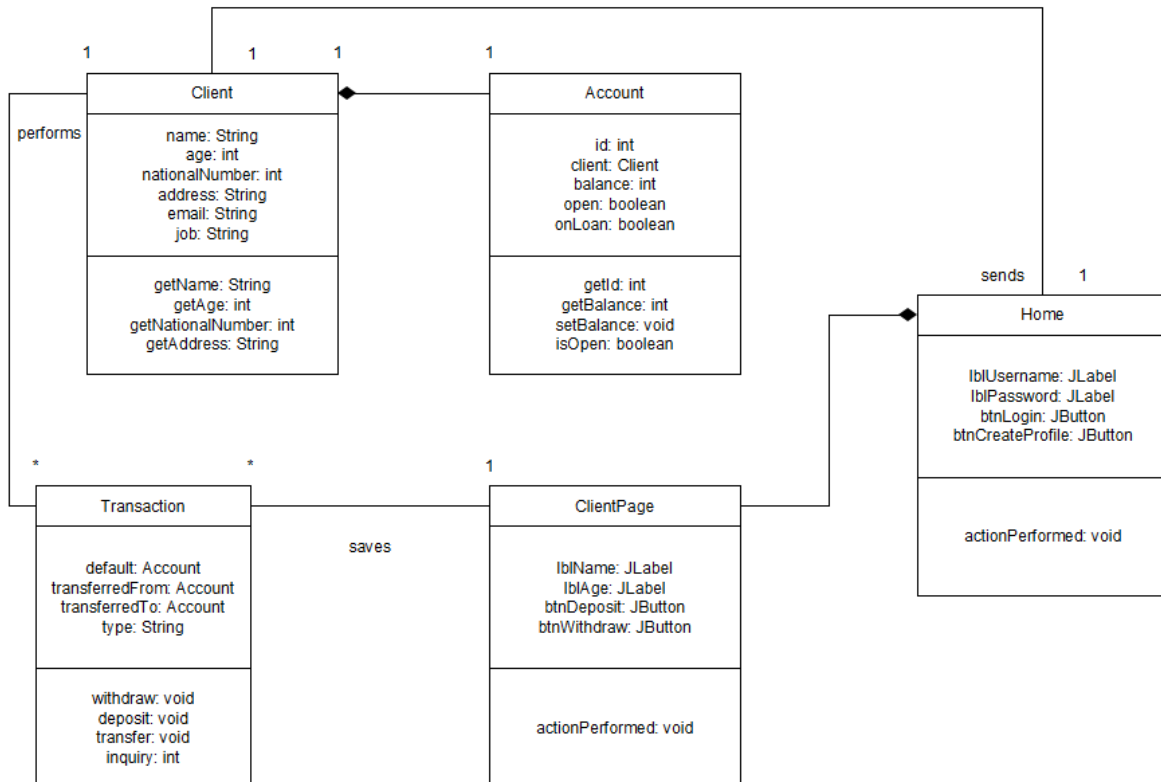 1
1
1
1
Client
Account
performs
name: String
age: int
nationalNumber: int
address: String
email: String
job: String
id: int
client: Client
balance: int
open: boolean
onLoan: boolean
getName: String
getAge: int
getNationalNumber: int
getAddress: String
getId: int
getBalance: int
setBalance: void
isOpen: boolean
sends
1
Home
lblUsername: JLabel
lblPassword: JLabel
btnLogin: JButton
btnCreateProfile: JButton
actionPerformed: void
*
*
1
Transaction
ClientPage
saves
default: Account
transferredFrom: Account
transferredTo: Account
type: String
lblName: JLabel
lblAge: JLabel
btnDeposit: JButton
btnWithdraw: JButton
withdraw: void
deposit: void
transfer: void
inquiry: int
actionPerformed: void